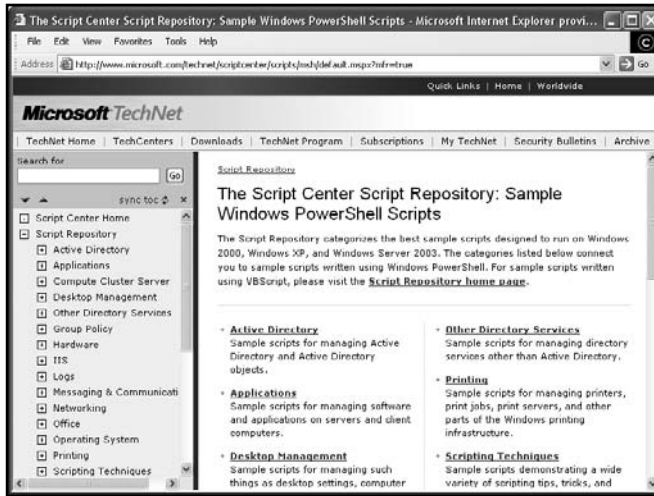 The Script Center Script Repository: Sample Windows PowerShell Scripts - Microsoft Internet Explorer provi...
File Edit View Favorites Tools Help
Address http://www.microsoft.com/technet/scriptcenter/scripts/msh/default.mspx?mfr=true Go
Quick Links | Home | Worldwide
Microsoft TechNet
| TechNet Home | TechCenters | Downloads | TechNet Program | Subscriptions | My TechNet | Security Bulletins | Archive
Search for
Go
sync toc
Script Center Home
Script Repository
Active Directory
Applications
Compute Cluster Server
Desktop Management
Other Directory Services
Group Policy
Hardware
IIS
Logs
Messaging & Communicati
Networking
Office
Operating System
Printing
Scripting Techniques
Script Repository
The Script Center Script Repository: Sample
Windows PowerShell Scripts
The Script Repository categorizes the best sample scripts designed to run on Windows
2000, Windows XP, and Windows Server 2003. The categories listed below connect
you to sample scripts written using Windows PowerShell. For sample scripts written
using VBScript, please visit the Script Repository home page.
Active Directory
Sample scripts for managing Active
Directory and Active Directory
objects.
Applications
Sample scripts for managing software
and applications on servers and client
computers.
Desktop Management
Sample scripts for managing such
things as desktop settings, computer
Other Directory Services
Sample scripts for managing directory
services other than Active Directory.
Printing
Sample scripts for managing printers,
print jobs, print servers, and other
parts of the Windows printing
infrastructure.
Scripting Techniques
Sample scripts demonstrating a wide
variety of scripting tips, tricks, and